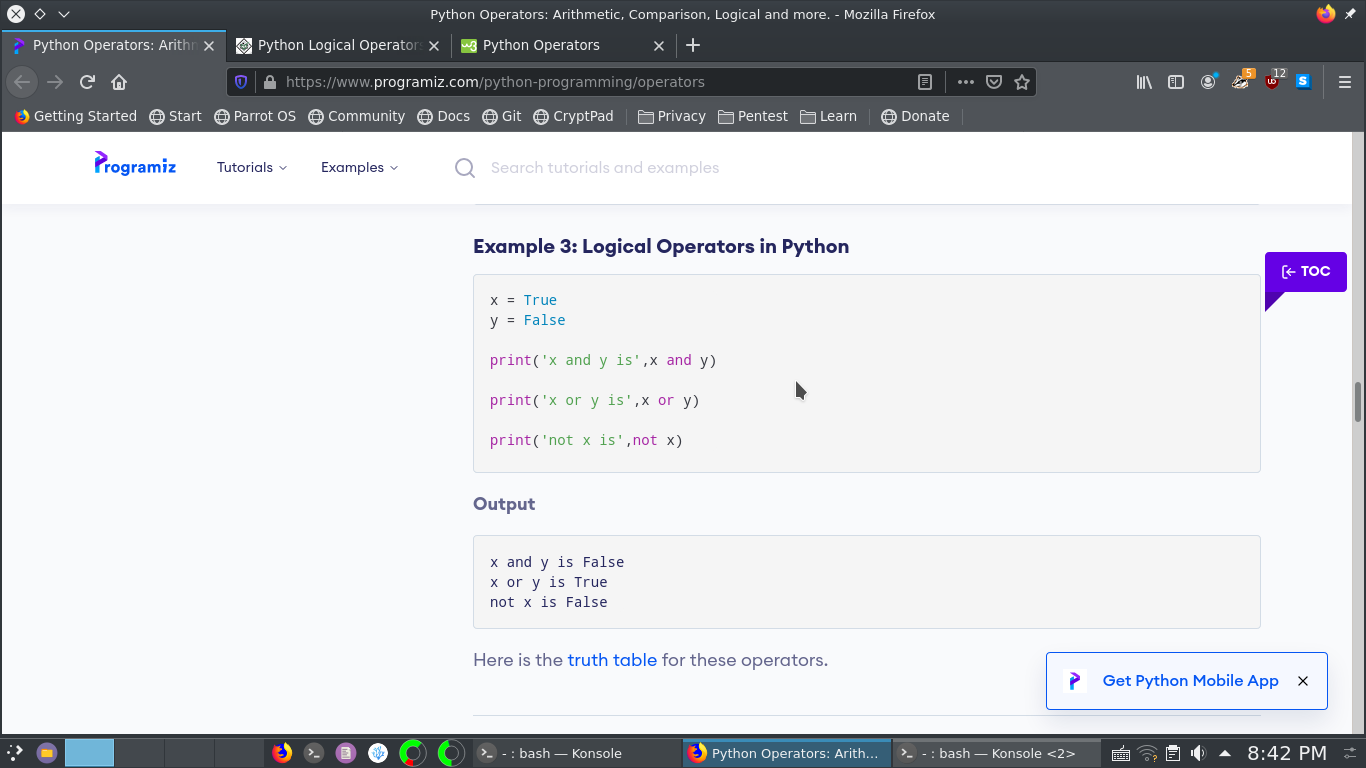 Python Operators: Arithmetic, Comparison, Logical and more. - Mozilla Firefox
Python Operators: Arithm
Python Logical Operators
Python Operators
https://www.programiz.com/python-programming/operators
5
12
Getting Started Start Parrot OS Community Docs Git CryptPad Privacy Pentest Learn Donate
Programiz Tutorials Examples Search tutorials and examples
Example 3: Logical Operators in Python
TOC
x = True
y = False
print('x and y is',x and y)
print('x or y is',x or y)
print('not x is',not x)
Output
x and y is False
x or y is True
not x is False
Here is the truth table for these operators.
Get Python Mobile App
- : bash — Konsole
Python Operators: Arith...
- : bash — Konsole <2>
8:42 PM